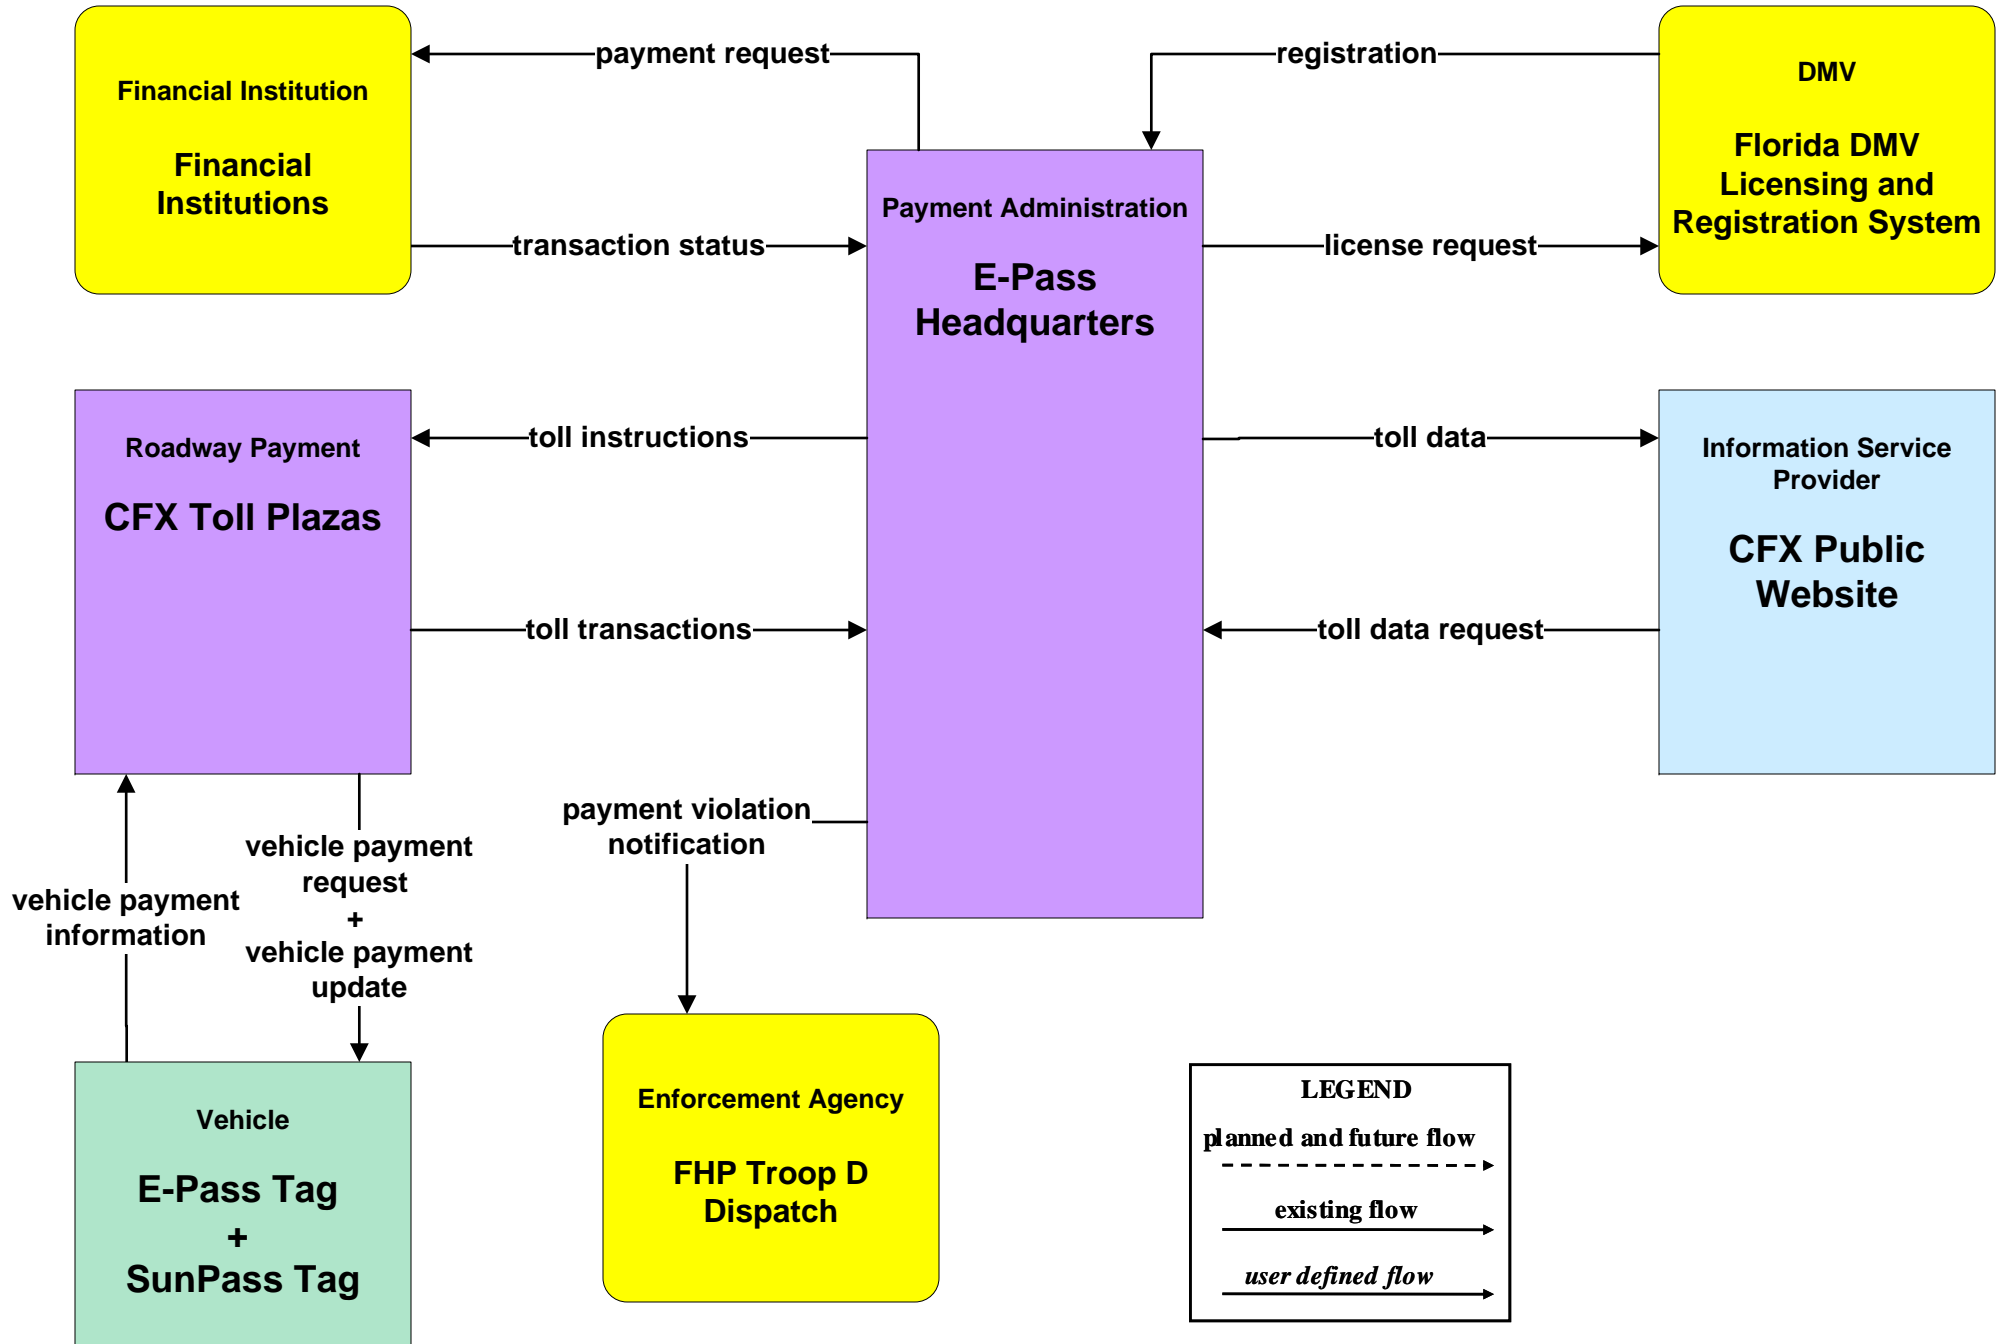 payment request
registration
Financial Institution
Financial
Institutions
DMV
Florida DMV
Licensing and
Registration System
Payment Administration
E-Pass
Headquarters
transaction status
license request
Roadway Payment
CFX Toll Plazas
toll instructions
toll data
Information Service
Provider
CFX Public
Website
toll transactions
toll data request
payment violation
notification
vehicle payment
information
vehicle payment
request
+
vehicle payment
update
Vehicle
E-Pass Tag
+
SunPass Tag
Enforcement Agency
FHP Troop D
Dispatch
LEGEND
planned and future flow
existing flow
user defined flow